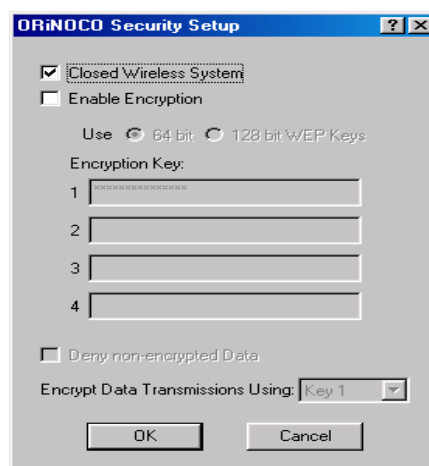 ORiNOCO Security Setup
Closed Wireless System
Enable Encryption
Use 64 bit 128 bit WEP Keys
Encryption Key:
1 ***************
2
3
4
Deny non-encrypted Data
Encrypt Data Transmissions Using: Key 1
OK Cancel